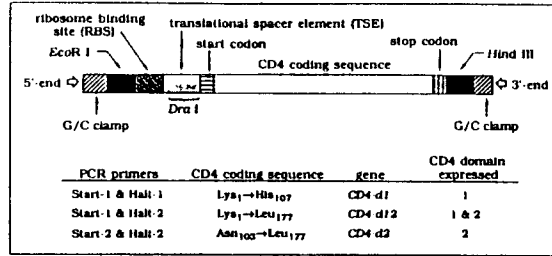 ribosome binding site (RBS)
translational spacer element (TSE)
EcoR I
start codon
stop codon
Hind III
5'-end
CD4 coding sequence
3'-end
G/C clamp
Dra I
G/C clamp
PCR primers CD4 coding sequence gene CD4 domain expressed
Start-1 & Halt-1 Lys1→His107 CD4-d1 1
Start-1 & Halt-2 Lys1→Leu177 CD4-d12 1 & 2
Start-2 & Halt-2 Asn103→Leu177 CD4-d2 2